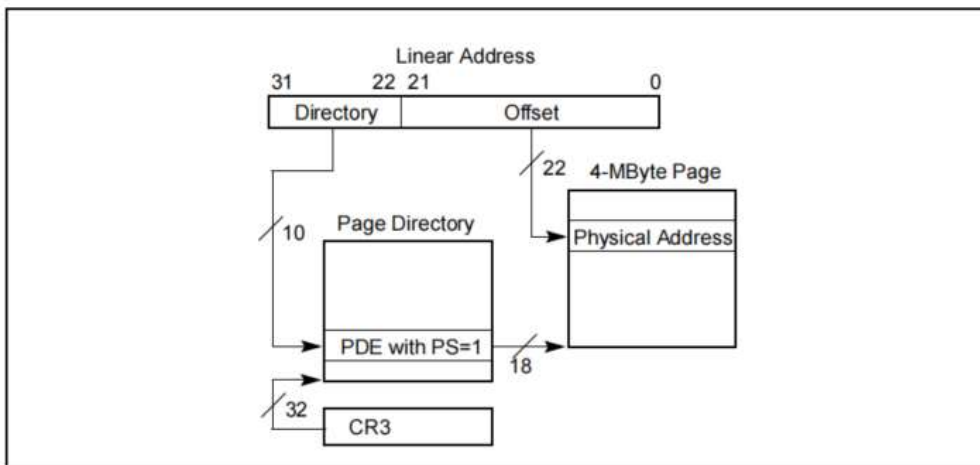 Linear Address
31 22 21 0
Directory Offset
22
4-MByte Page
10
Page Directory
Physical Address
PDE with PS=1
18
32
CR3